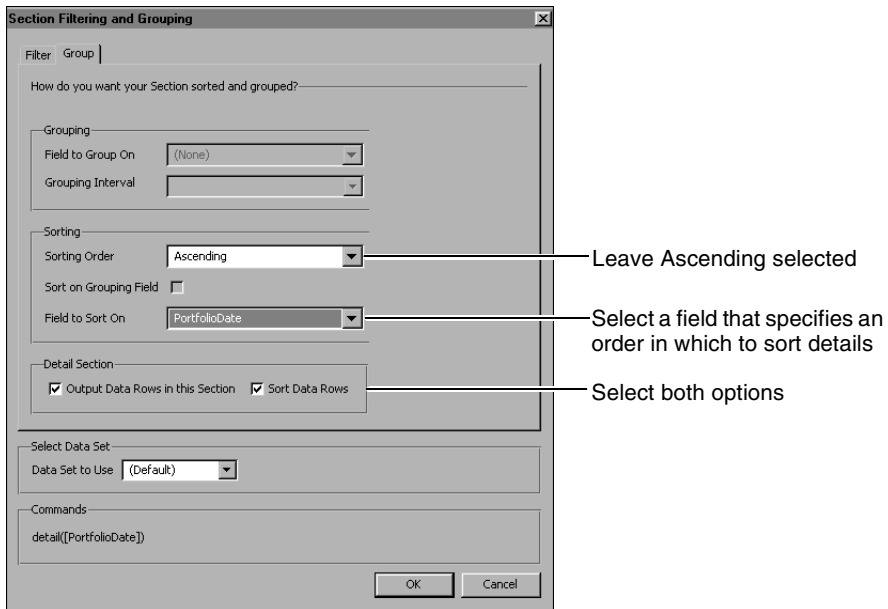 Section Filtering and Grouping
Filter Group
How do you want your Section sorted and grouped?
Grouping
Field to Group On (None)
Grouping Interval
Sorting
Sorting Order Ascending
Leave Ascending selected
Sort on Grouping Field
Field to Sort On PortfolioDate
Select a field that specifies an
order in which to sort details
Detail Section
Output Data Rows in this Section Sort Data Rows
Select both options
Select Data Set
Data Set to Use (Default)
Commands
detail([PortfolioDate])
OK Cancel